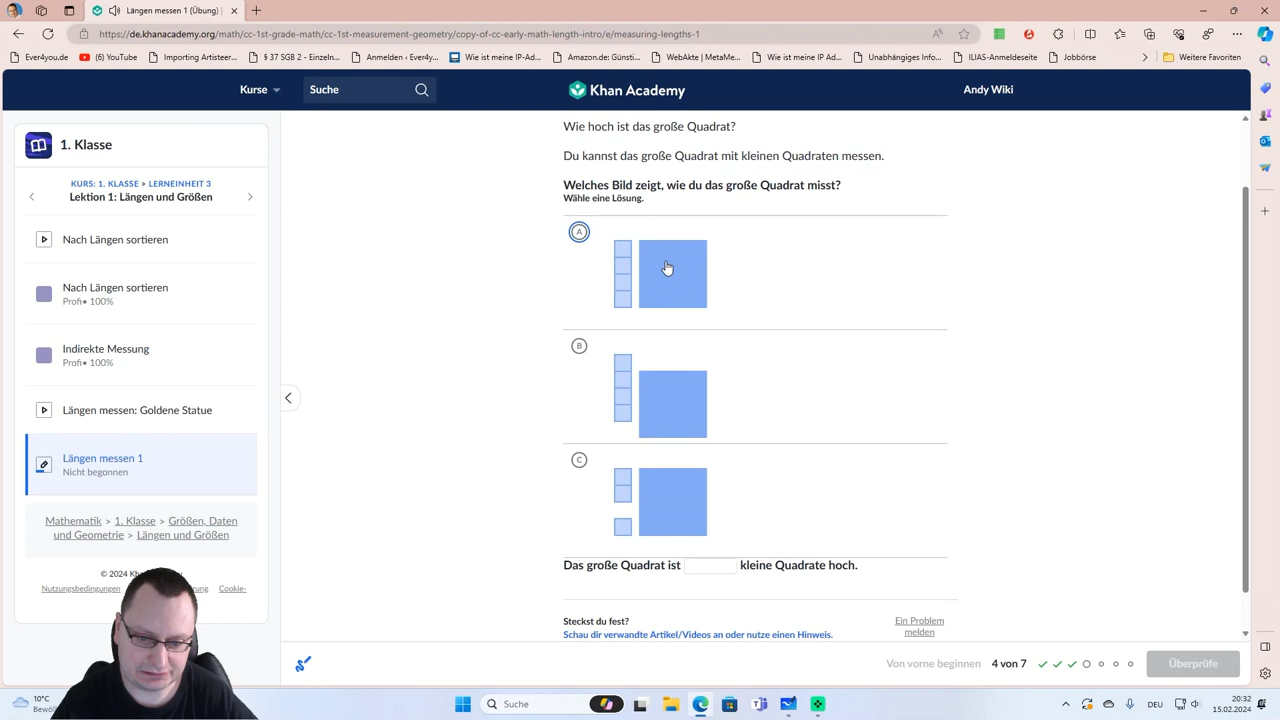 Längen messen 1 (Übung)
https://de.khanacademy.org/math/cc-1st-grade-math/cc-1st-measurement-geometry/copy-of-cc-early-math-length-intro/e/measuring-lengths-1
Ever4you.de
(6) YouTube
Importing Artisteer...
§ 37 SGB 2 - Einzeln...
Anmelden ‹ Ever4y...
Wie ist meine IP-Ad...
Amazon.de: Günsti...
WebAkte | MetaMe...
Wie ist meine IP-Ad...
Unabhängiges Info...
ILIAS-Anmeldeseite
Jobbörse
Weitere Favoriten
Kurse
Suche
Khan Academy
Andy Wiki
1. Klasse
KURS: 1. KLASSE > LERNEINHEIT 3
Lektion 1: Längen und Größen
Nach Längen sortieren
Nach Längen sortieren
Profi• 100%
Indirekte Messung
Profi• 100%
Längen messen: Goldene Statue
Längen messen 1
Nicht begonnen
Mathematik > 1. Klasse > Größen, Daten
und Geometrie > Längen und Größen
© 2024
Nutzungsbedingungen
Cookie-
Wie hoch ist das große Quadrat?
Du kannst das große Quadrat mit kleinen Quadraten messen.
Welches Bild zeigt, wie du das große Quadrat misst?
Wähle eine Lösung.
A
B
C
Das große Quadrat ist kleine Quadrate hoch.
Steckst du fest?
Schau dir verwandte Artikel/Videos an oder nutze einen Hinweis.
Ein Problem
melden
Von vorne beginnen
4 von 7
Überprüfe
10°C
Suche
DEU
20:32
15.02.2024